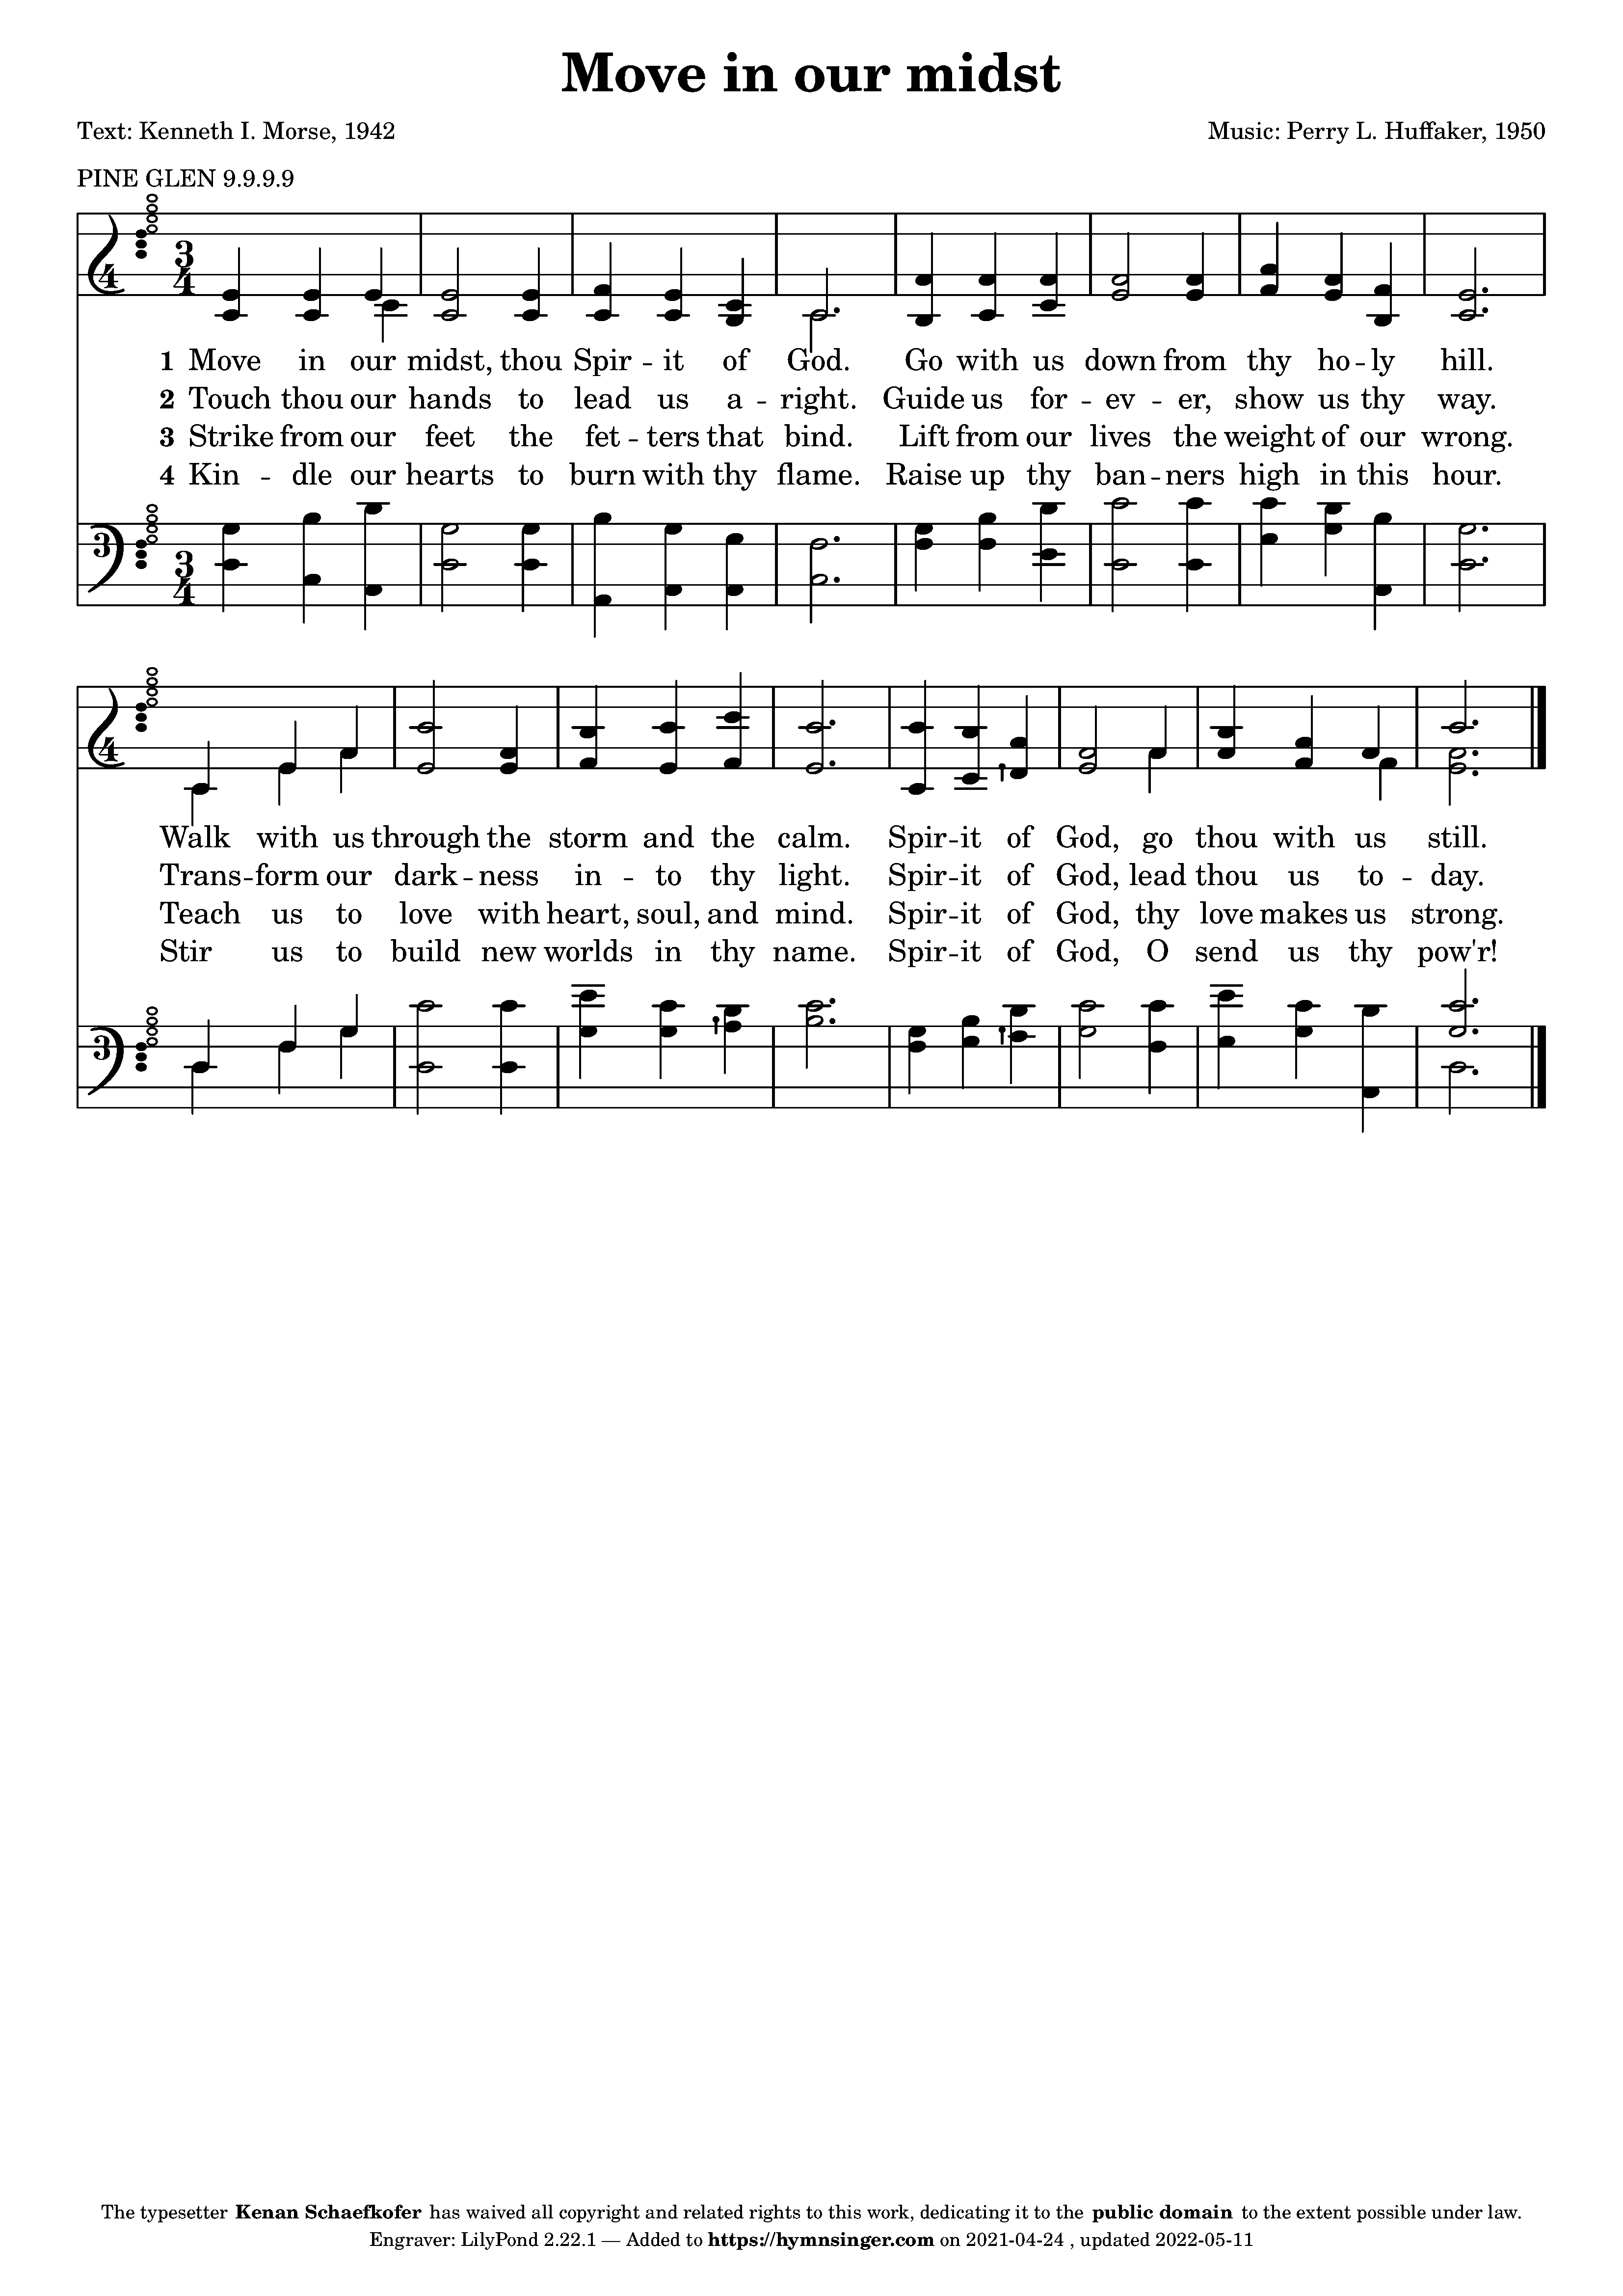 Move in our midst
Text: Kenneth I. Morse, 1942
Music: Perry L. Huffaker, 1950
PINE GLEN 9.9.9.9
4 3 4
1 Move in our midst, thou Spir - it of God. Go with us down from thy ho - ly hill.
2 Touch thou our hands to lead us a - right. Guide us for - ev - er, show us thy way.
3 Strike from our feet the fet - ters that bind. Lift from our lives the weight of our wrong.
4 Kin - dle our hearts to burn with thy flame. Raise up thy ban - ners high in this hour.
3 3 4
4
Walk with us through the storm and the calm. Spir - it of God, go thou with us still.
Trans - form our dark - ness in - to thy light. Spir - it of God, lead thou us to - day.
Teach us to love with heart, soul, and mind. Spir - it of God, thy love makes us strong.
Stir us to build new worlds in thy name. Spir - it of God, O send us thy pow'r!
3
The typesetter Kenan Schaefkofer has waived all copyright and related rights to this work, dedicating it to the public domain to the extent possible under law.
Engraver: LilyPond 2.22.1 — Added to https://hymnsinger.com on 2021-04-24 , updated 2022-05-11